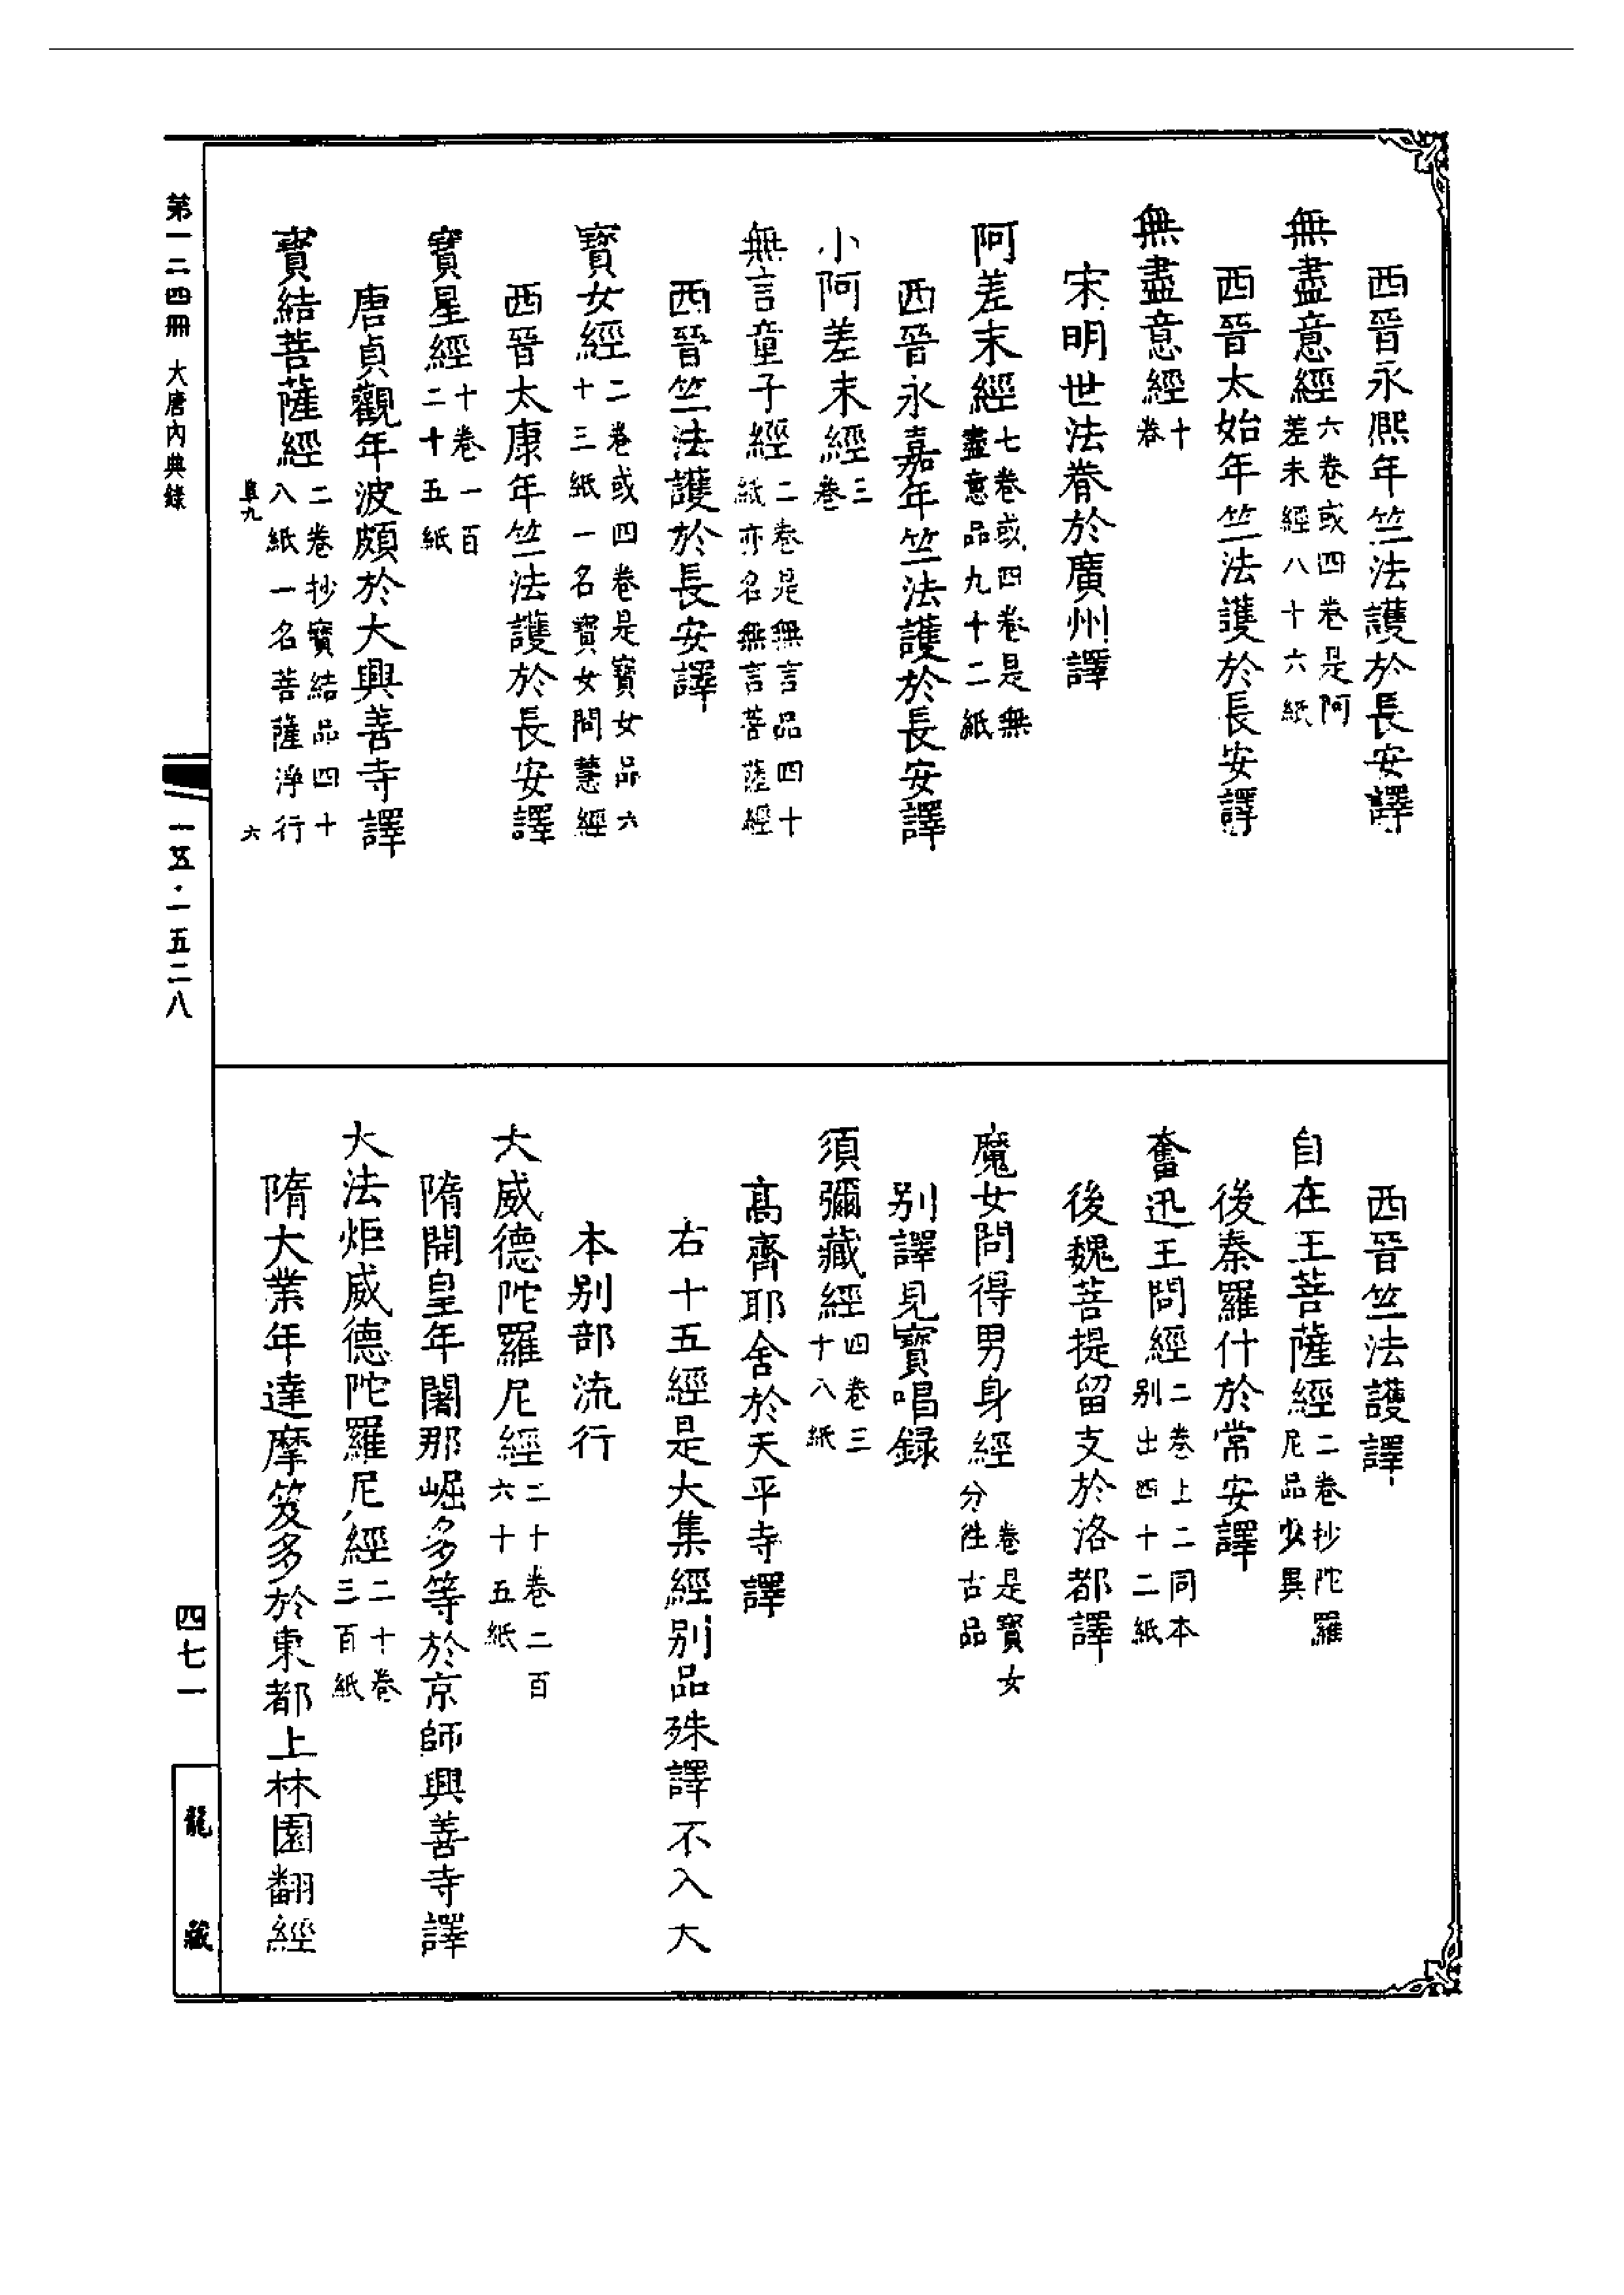 西晉永熙年竺法護於長安譯
無盡意經六卷或四卷是阿差末經八十六紙
西晉太始年竺法護於長安譯
無盡意經十卷
宋明世法眷於廣州譯
阿差末經七卷或四卷是無盡意品九十二紙
西晉永嘉年竺法護於長安譯
小阿差末經三卷
無言童子經二卷是無言品四十紙亦名無言菩薩經
西晉竺法護於長安譯
寶女經二卷或四卷是寶女品六十三紙一名寶女問慧經
西晉太康年竺法護於長安譯
寶星經十卷一百二十五紙
唐貞觀年波頗於大興善寺譯
寶結菩薩經二卷抄寶結品四十八紙一名菩薩淨行
阜九 六
西晉竺法護譯
自在王菩薩經二卷抄陀羅尼品少異
後秦羅什於常安譯
奮迅王問經二卷上二同本別出四十二紙
後魏菩提留支於洛都譯
魔女問得男身經卷是寶女分性古品
別譯見寶唱録
須彌藏經四卷三十八紙
高齊耶舍於天平寺譯
右十五經是大集經別品殊譯不入大
本別部流行
大威德陀羅尼經二十卷二百六十五紙
隋開皇年闍那崛多等於京師興善寺譯
大法炬威德陀羅尼經二十卷三百紙
隋大業年達摩笈多於東都上林園翻經
第一二四冊 大唐內典錄
一五五·一五二八
四七一
龍藏